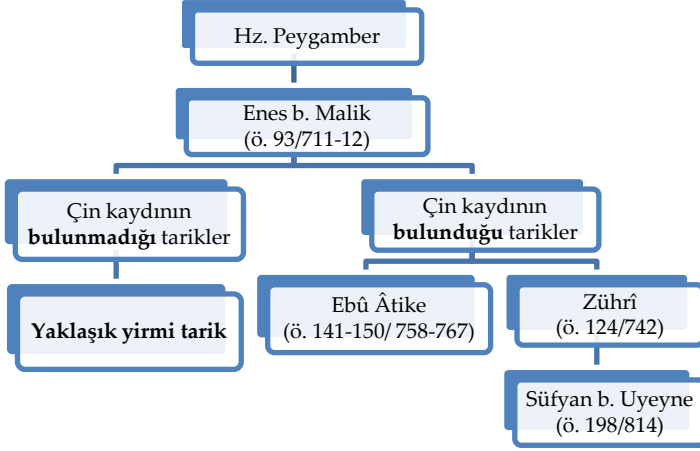 Hz. Peygamber
Enes b. Malik
(ö. 93/711-12)
Çin kaydının
bulunmadığı tarikler
Çin kaydının
bulunduğu tarikler
Yaklaşık yirmi tarik
Ebû Âtike
(ö. 141-150/ 758-767)
Zührî
(ö. 124/742)
Süfyan b. Uyeyne
(ö. 198/814)